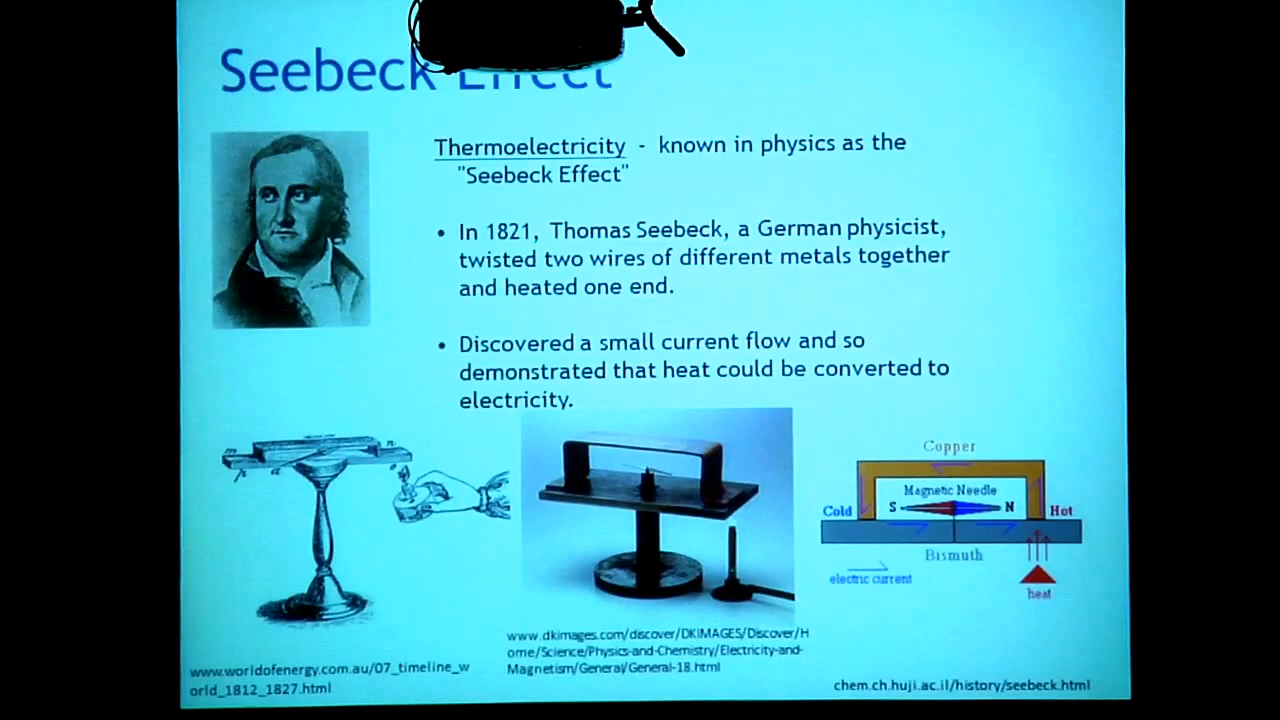 Seebeck Effect
Thermoelectricity - known in physics as the
"Seebeck Effect"
• In 1821, Thomas Seebeck, a German physicist,
twisted two wires of different metals together
and heated one end.
• Discovered a small current flow and so
demonstrated that heat could be converted to
electricity.
m
n
p
a
o
Copper
Magnetic Needle
Cold
S
N
Hot
Bismuth
electric current
heat
www.dkimages.com/discover/DKIMAGES/Discover/H
ome/Science/Physics-and-Chemistry/Electricity-and-
Magnetism/General/General-18.html
www.worldofenergy.com.au/07_timeline_w
orld_1812_1827.html
chem.ch.huji.ac.il/history/seebeck.html